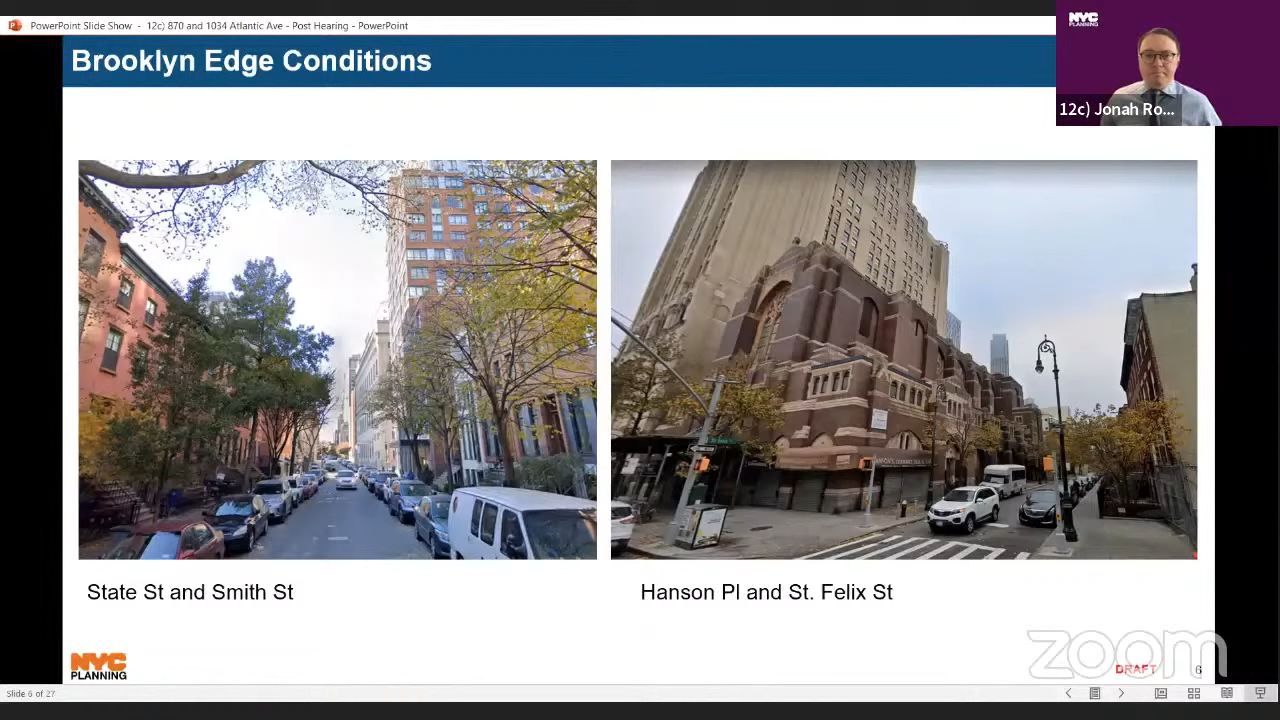 PowerPoint Slide Show - 12c) 870 and 1034 Atlantic Ave - Post Hearing - PowerPoint
Brooklyn Edge Conditions
NYC
PLANNING
12c) Jonah Ro...
State St and Smith St
Hanson Pl and St. Felix St
NYC
PLANNING
zoom
DRAFT
6
Slide 6 of 27